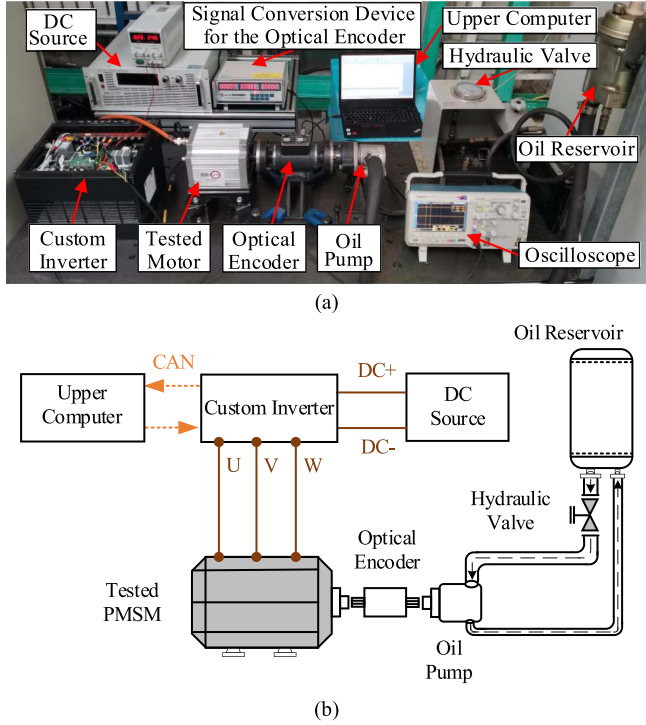 DC
Source
Signal Conversion Device
for the Optical Encoder
Upper Computer
Hydraulic Valve
Oil Reservoir
Custom
Inverter
Tested
Motor
Optical
Encoder
Oil
Pump
Oscilloscope
(a)
Oil Reservoir
CAN
DC+
Upper
Computer
Custom Inverter
DC
Source
DC-
U
V
W
Hydraulic
Valve
Optical
Encoder
Tested
PMSM
Oil
Pump
(b)